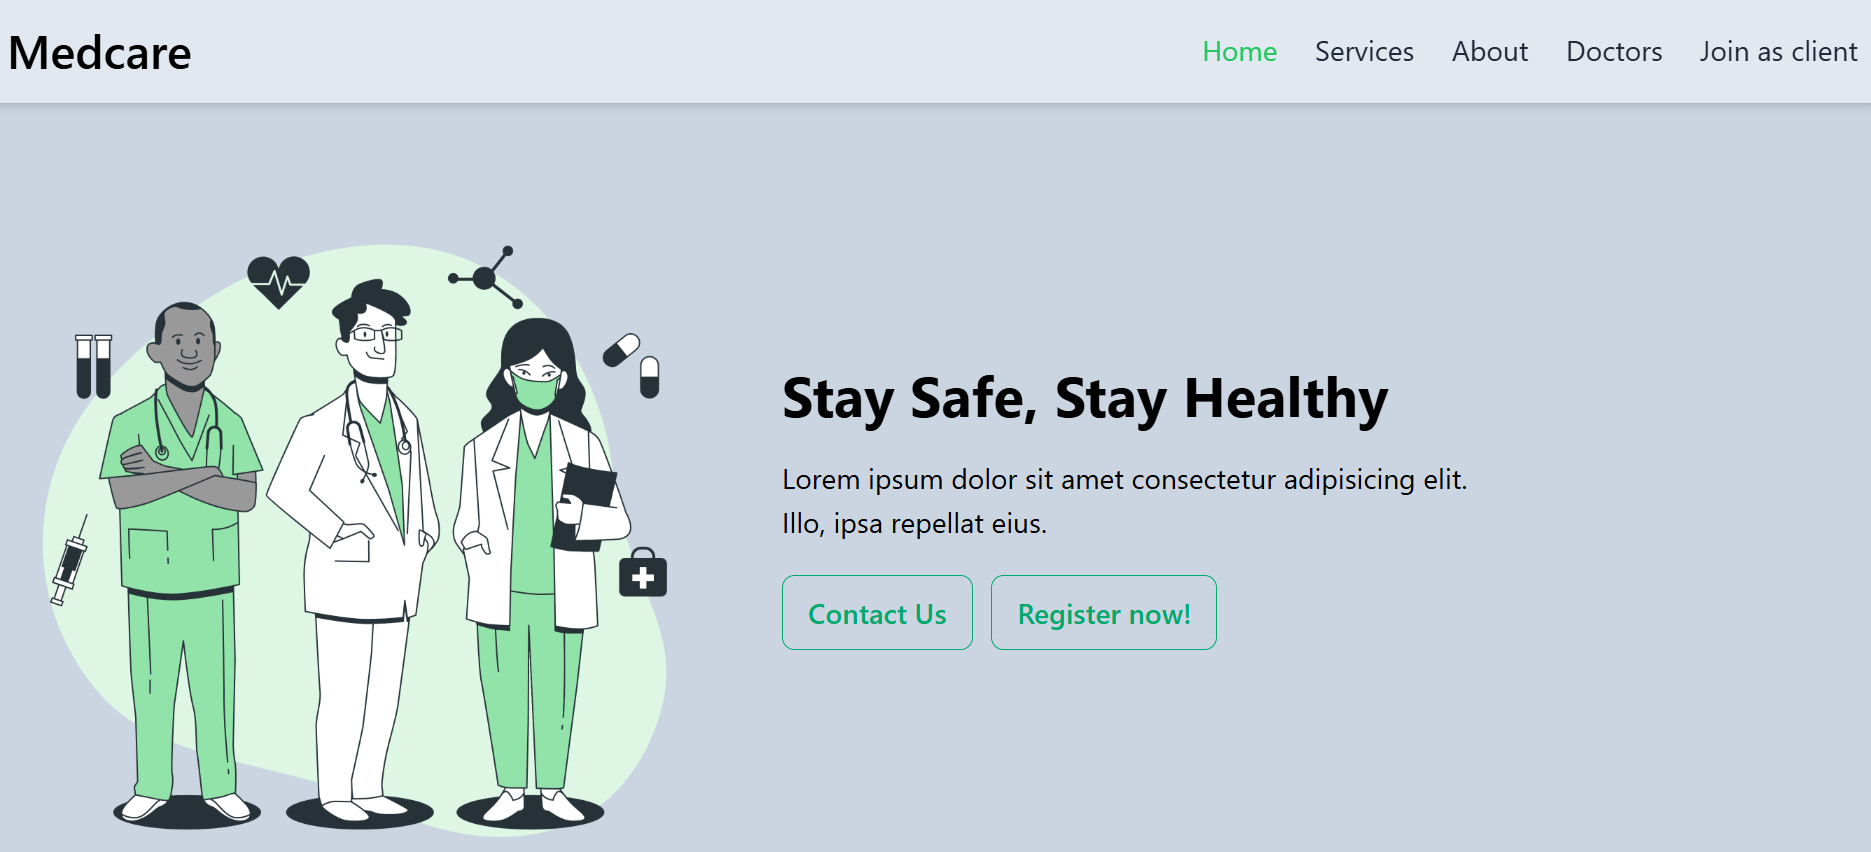 Medcare
Home Services About Doctors Join as client
Stay Safe, Stay Healthy
Lorem ipsum dolor sit amet consectetur adipisicing elit.
Illo, ipsa repellat eius.
Contact Us Register now!